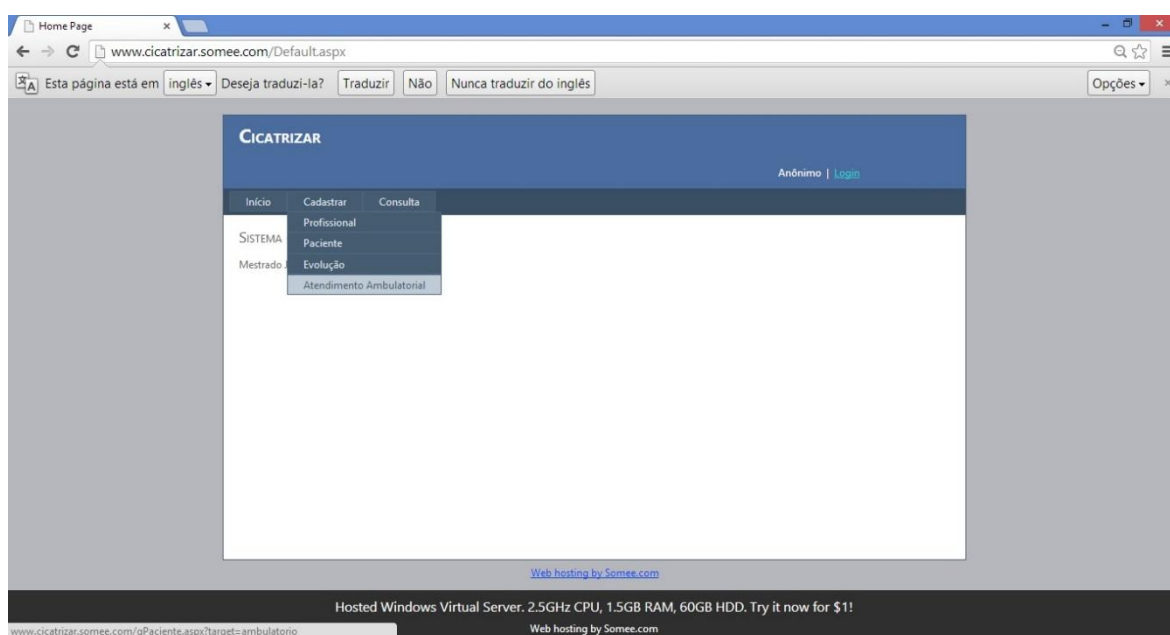 Home Page
www.cicatrizar.somee.com/Default.aspx
Esta página está em inglês Deseja traduzi-la? Traduzir Não Nunca traduzir do inglês Opções
CICATRIZAR
Anônimo | Login
Início Cadastrar Consulta
Profissional
SISTEMA
Paciente
Mestrado
Evolução
Atendimento Ambulatorial
Web hosting by Somee.com
Hosted Windows Virtual Server. 2.5GHz CPU, 1.5GB RAM, 60GB HDD. Try it now for $1!
Web hosting by Somee.com
www.cicatrizar.somee.com/gPaciente.aspx?target=ambulatorio